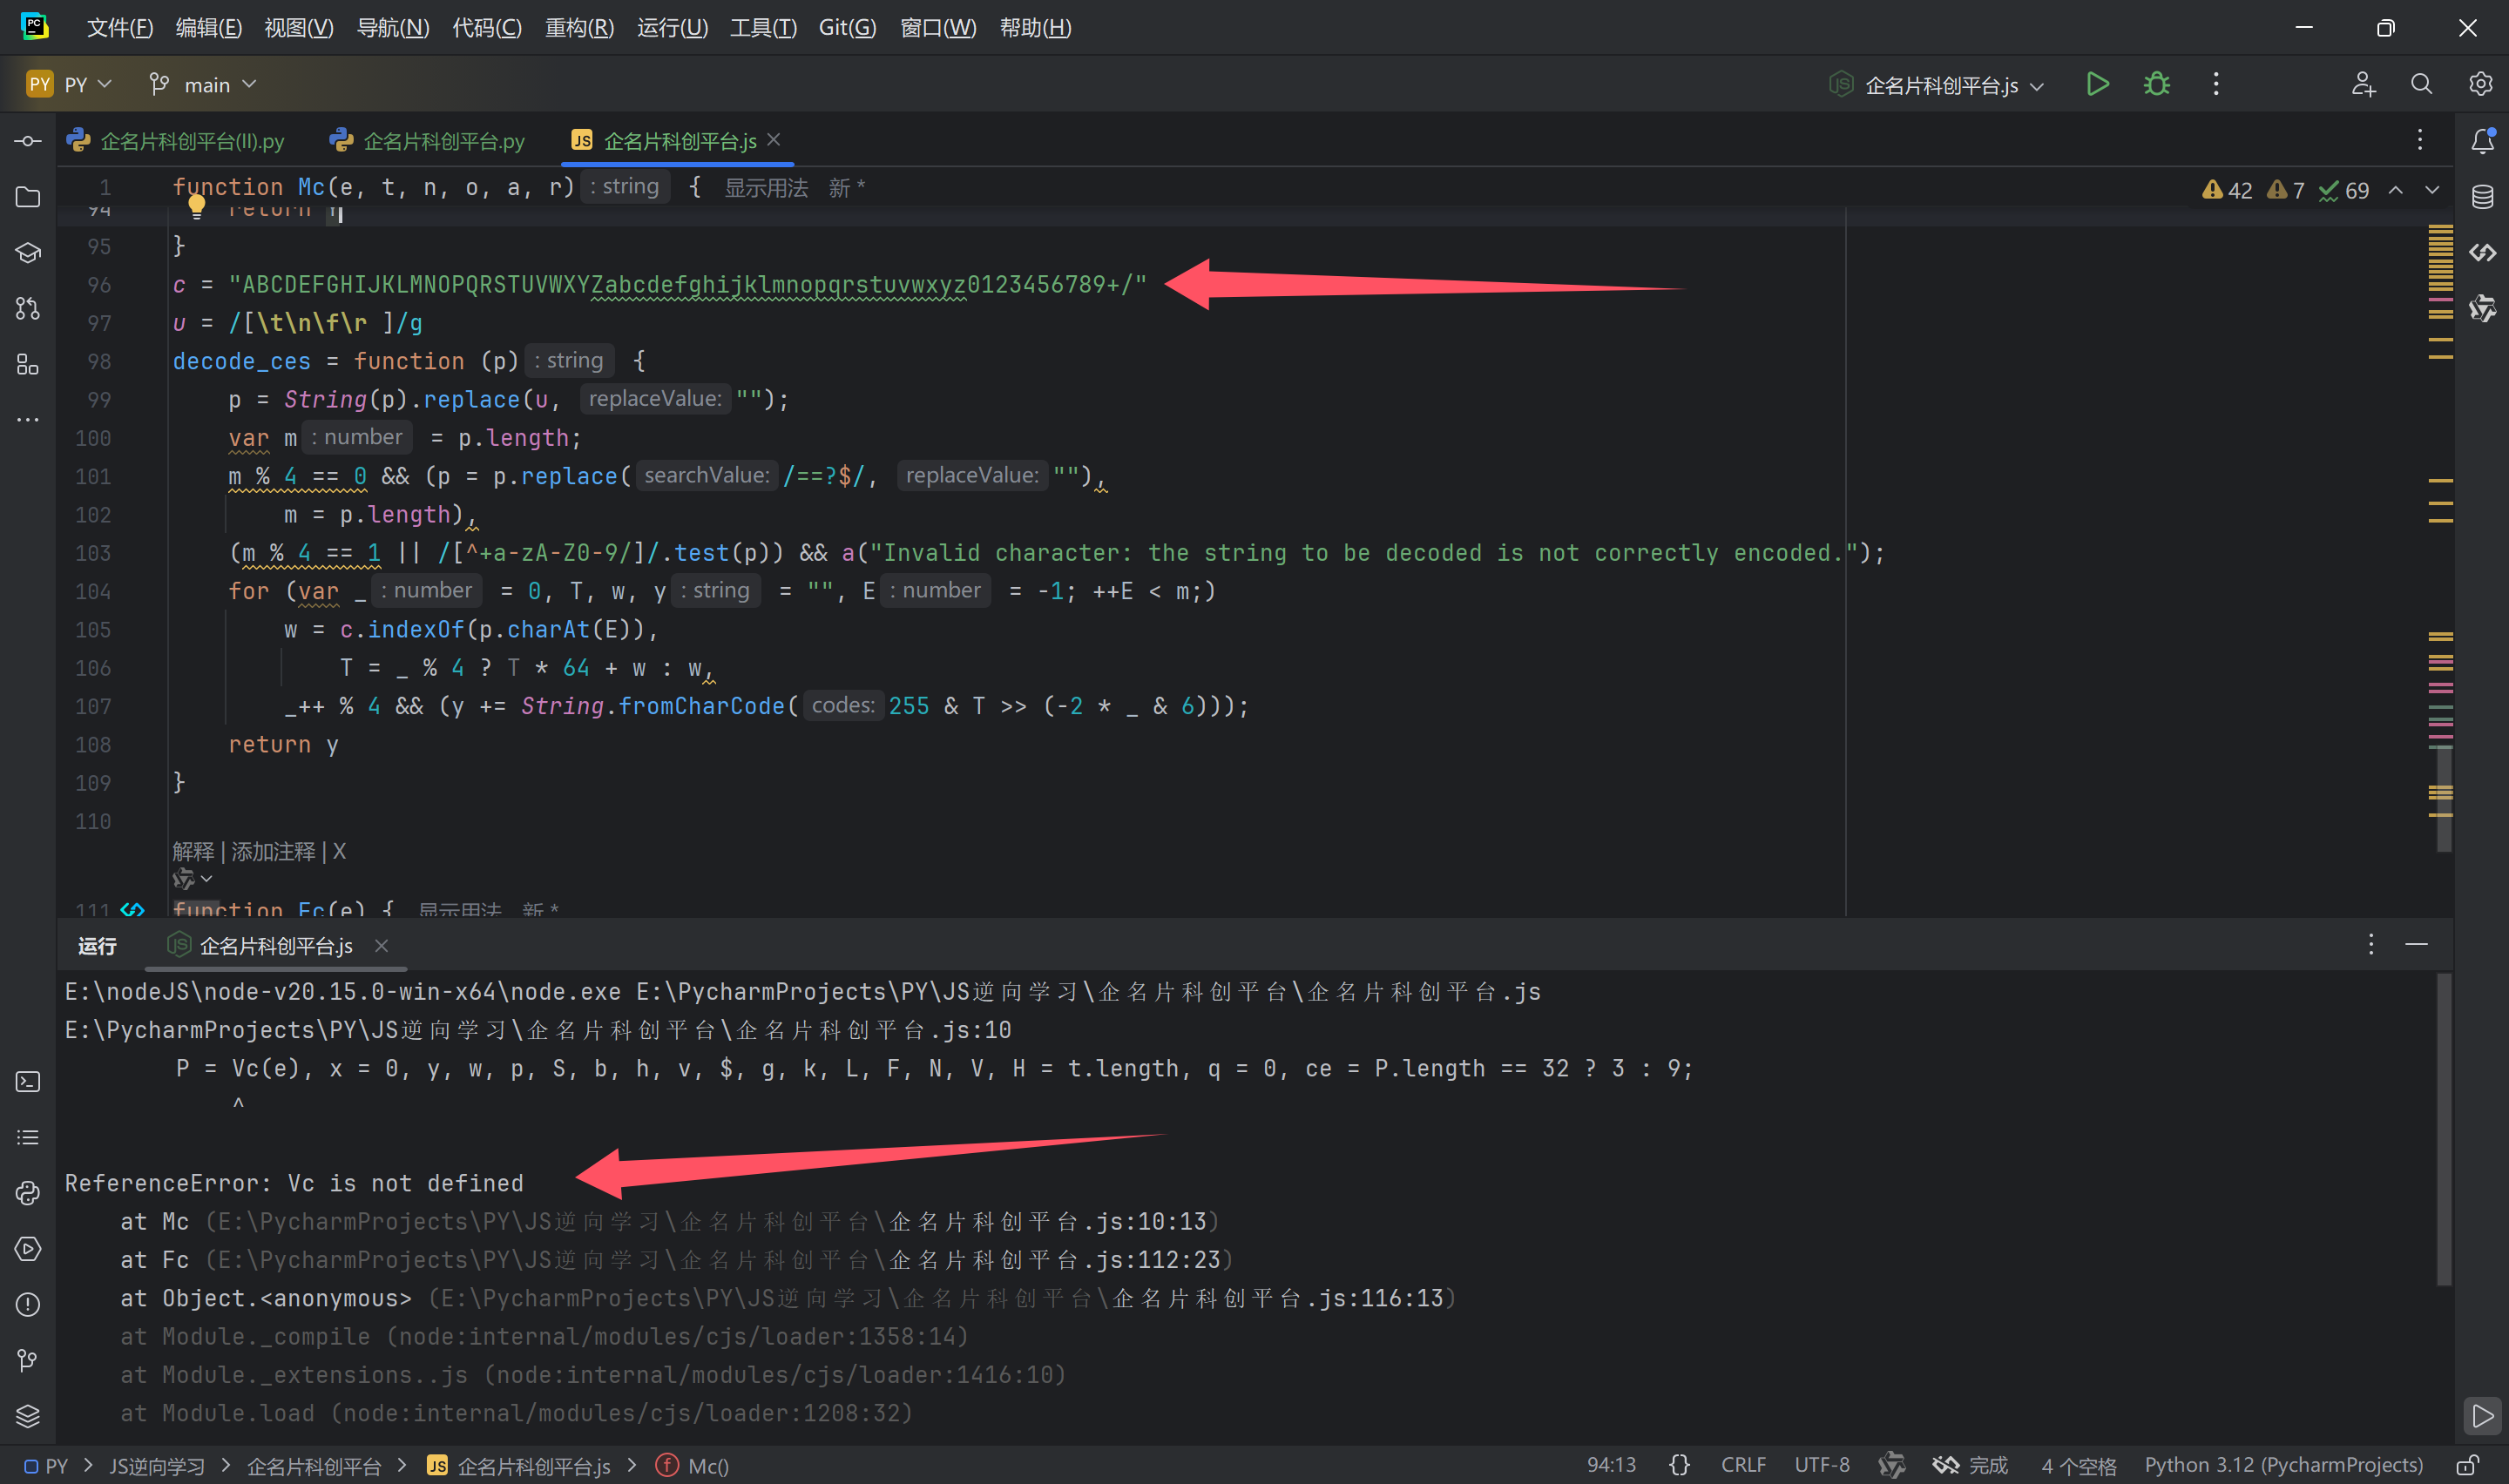 文件(F) 编辑(E) 视图(V) 导航(N) 代码(C) 重构(R) 运行(U) 工具(T) Git(G) 窗口(W) 帮助(H)
PY PY main 企名片科创平台.js
企名片科创平台(II).py 企名片科创平台.py JS 企名片科创平台.js
1 function Mc(e, t, n, o, a, r) : string { 显示用法 新 *
42 7 69
94 return
95 }
96 c = "ABCDEFGHIJKLMNOPQRSTUVWXYZabcdefghijklmnopqrstuvwxyz0123456789+/"
97 u = /[\t\n\f\r ]/g
98 decode_ces = function (p) : string {
99 p = String(p).replace(u, replaceValue: "");
100 var m : number = p.length;
101 m % 4 == 0 && (p = p.replace( searchValue: /==?$/, replaceValue: ""),
102 m = p.length),
103 (m % 4 == 1 || /[^+a-zA-Z0-9/]/.test(p)) && a("Invalid character: the string to be decoded is not correctly encoded.");
104 for (var _ : number = 0, T, w, y : string = "", E : number = -1; ++E < m;)
105 w = c.indexOf(p.charAt(E)),
106 T = _ % 4 ? T * 64 + w : w,
107 _++ % 4 && (y += String.fromCharCode( codes: 255 & T >> (-2 * _ & 6)));
108 return y
109 }
110
解释 | 添加注释 | X
111 function Fc(e) { 显示用法 新 *
运行 企名片科创平台.js
E:\nodeJS\node-v20.15.0-win-x64\node.exe E:\PycharmProjects\PY\JS逆向学习\企名片科创平台\企名片科创平台.js
E:\PycharmProjects\PY\JS逆向学习\企名片科创平台\企名片科创平台.js:10
P = Vc(e), x = 0, y, w, p, S, b, h, v, $, g, k, L, F, N, V, H = t.length, q = 0, ce = P.length == 32 ? 3 : 9;
^
ReferenceError: Vc is not defined
at Mc (E:\PycharmProjects\PY\JS逆向学习\企名片科创平台\企名片科创平台.js:10:13)
at Fc (E:\PycharmProjects\PY\JS逆向学习\企名片科创平台\企名片科创平台.js:112:23)
at Object.<anonymous> (E:\PycharmProjects\PY\JS逆向学习\企名片科创平台\企名片科创平台.js:116:13)
at Module._compile (node:internal/modules/cjs/loader:1358:14)
at Module._extensions..js (node:internal/modules/cjs/loader:1416:10)
at Module.load (node:internal/modules/cjs/loader:1208:32)
PY > JS逆向学习 > 企名片科创平台 > JS 企名片科创平台.js > f Mc() 94:13 {} CRLF UTF-8 完成 4 个空格 Python 3.12 (PycharmProjects)